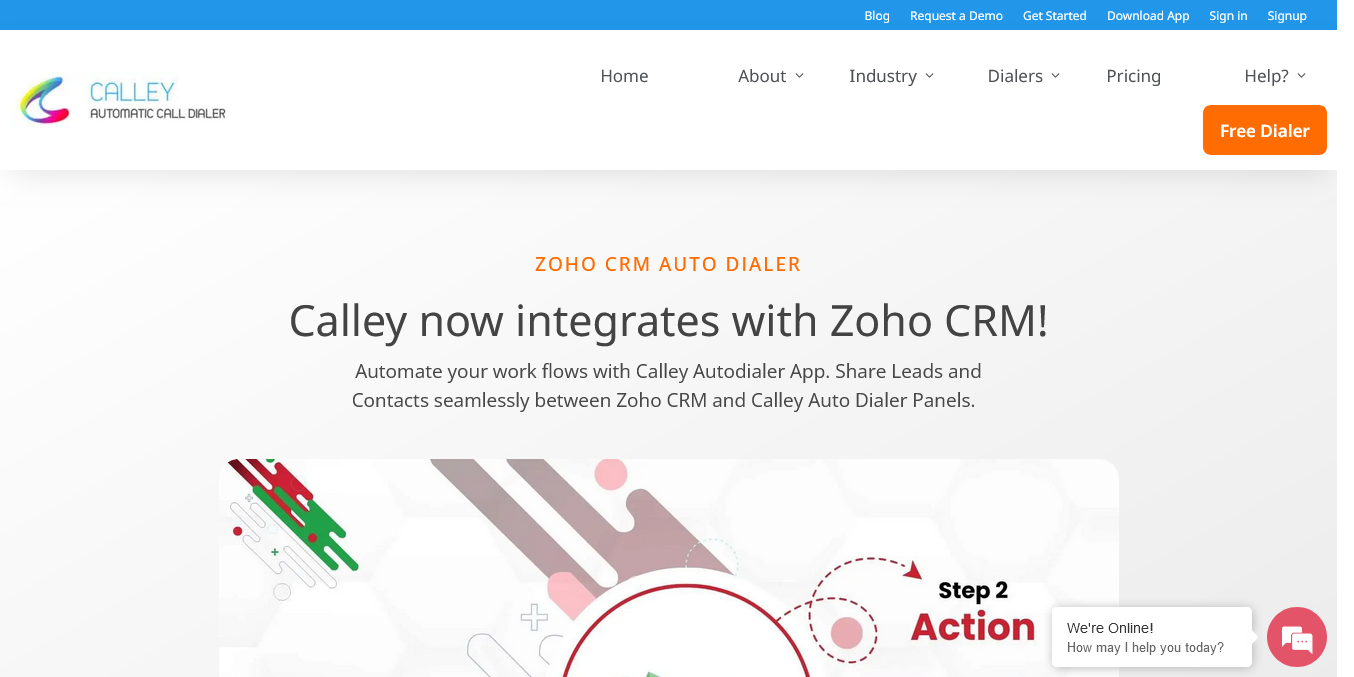 Blog Request a Demo Get Started Download App Sign in Signup
CALLEY
AUTOMATIC CALL DIALER
Home About Industry Dialers Pricing Help?
Free Dialer
ZOHO CRM AUTO DIALER
Calley now integrates with Zoho CRM!
Automate your work flows with Calley Autodialer App. Share Leads and
Contacts seamlessly between Zoho CRM and Calley Auto Dialer Panels.
Step 2
Action
We're Online!
How may I help you today?